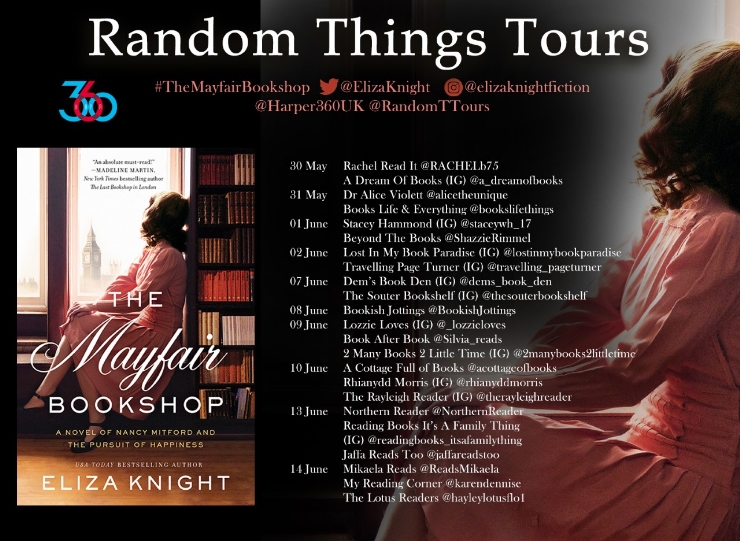 Random Things Tours
360
#TheMayfairBookshop @ElizaKnight @elizaknightfiction
@Harper360UK @RandomTTours
"An absolute must-read!"
—MADELINE MARTIN,
New York Times bestselling author
The Last Bookshop in London
THE
Mayfair
BOOKSHOP
A NOVEL OF NANCY MITFORD AND
THE PURSUIT OF HAPPINESS
USA TODAY BESTSELLING AUTHOR
ELIZA KNIGHT
30 May Rachel Read It @RACHELb75
A Dream Of Books (IG) @a_dreamofbooks
31 May Dr Alice Violett @alicetheunique
Books Life & Everything @bookslifethings
01 June Stacey Hammond (IG) @staceywh_17
Beyond The Books @ShazzieRimmel
02 June Lost In My Book Paradise (IG) @lostinmybookparadise
Travelling Page Turner (IG) @travelling_pageturner
07 June Dem's Book Den (IG) @dems_book_den
The Souter Bookshelf (IG) @thesouterbookshelf
08 June Bookish Jottings @BookishJottings
09 June Lozzie Loves (IG) @_lozzieloves
Book After Book @Silvia_reads
2 Many Books 2 Little Time (IG) @2manybooks2littletime
10 June A Cottage Full of Books @acottageofbooks
Rhianydd Morris (IG) @rhianyddmorris
The Rayleigh Reader (IG) @therayleighreader
13 June Northern Reader @NorthernReader
Reading Books It's A Family Thing
(IG) @readingbooks_itsafamilything
Jaffa Reads Too @jaffareadstoo
14 June Mikaela Reads @ReadsMikaela
My Reading Corner @karendennise
The Lotus Readers @hayleylotusflo1